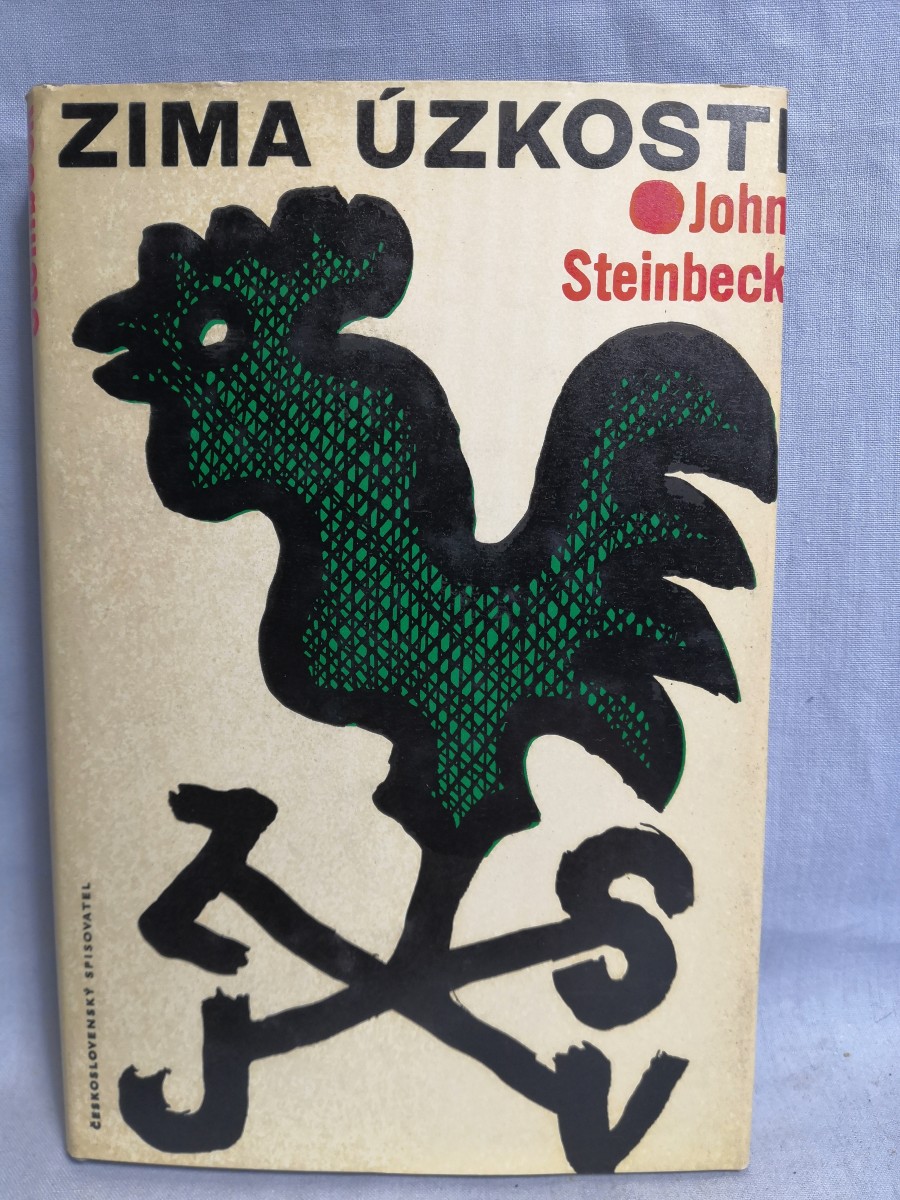 ZIMA ÚZKOSTI
John
Steinbeck
Z
S
J
V
ČESKOSLOVENSKÝ SPISOVATEL